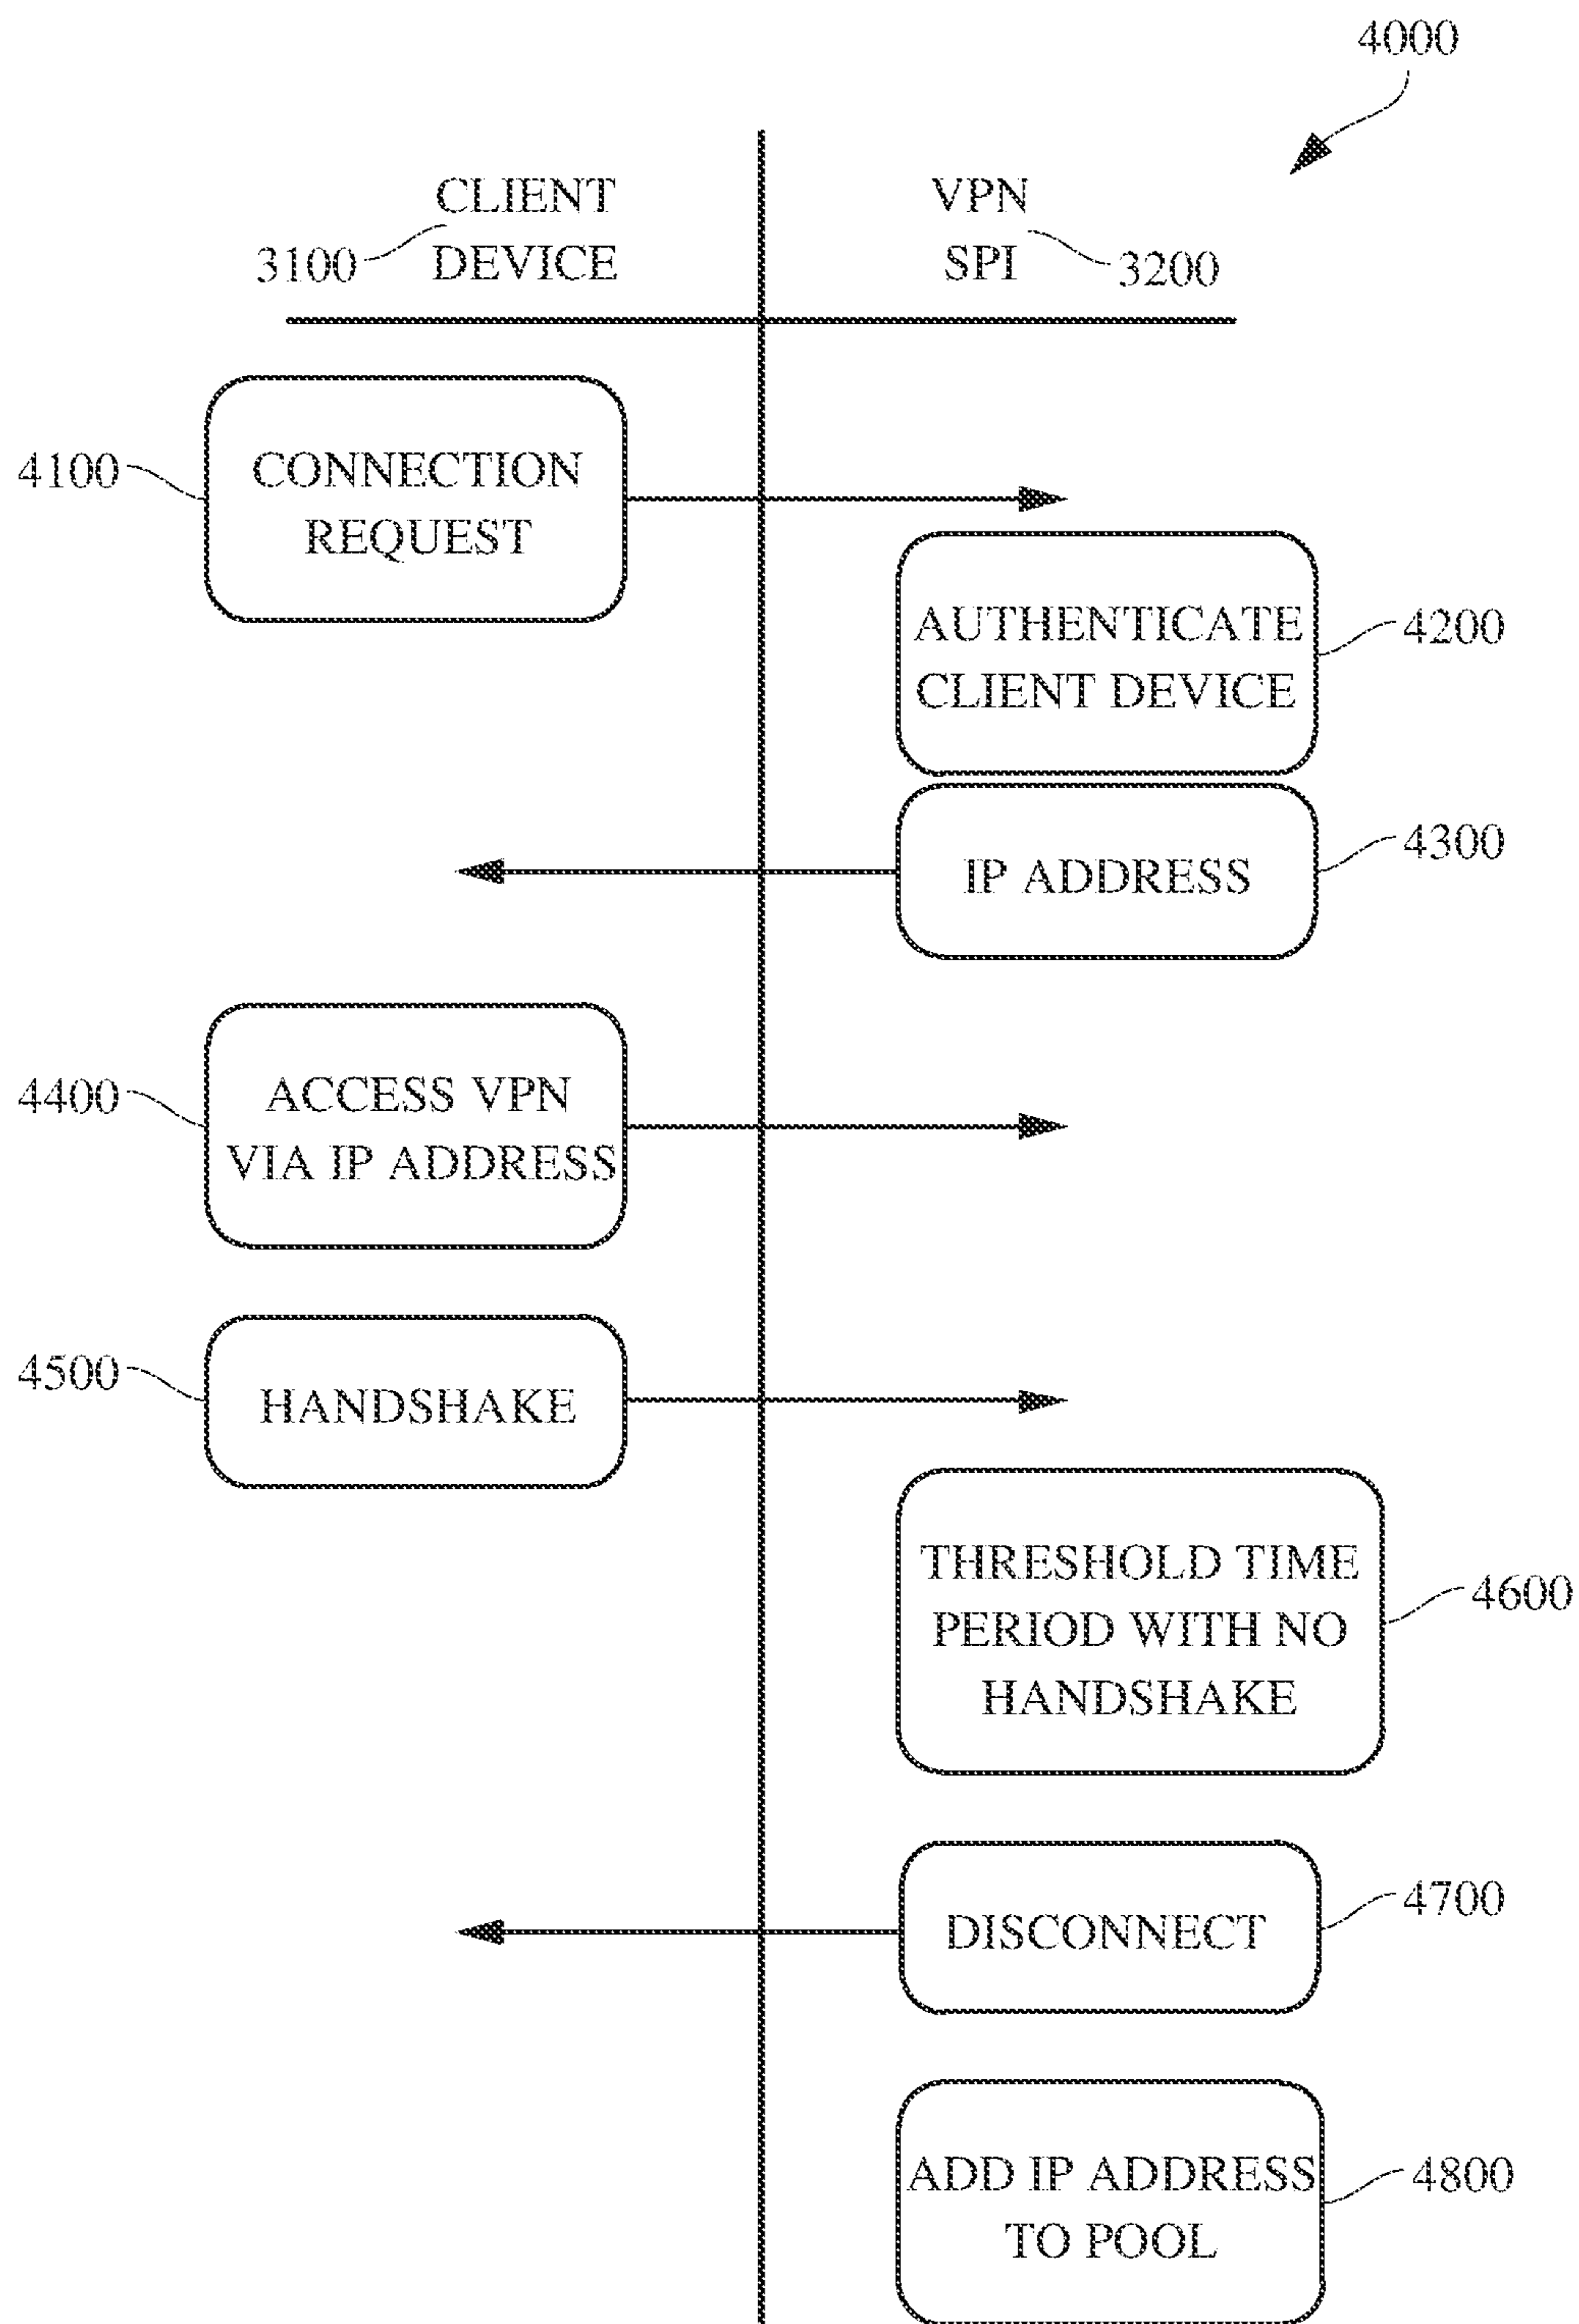 4000
CLIENT
DEVICE
3100
VPN
SPI
3200
4100
CONNECTION
REQUEST
AUTHENTICATE
CLIENT DEVICE
4200
IP ADDRESS
4300
4400
ACCESS VPN
VIA IP ADDRESS
4500
HANDSHAKE
THRESHOLD TIME
PERIOD WITH NO
HANDSHAKE
4600
DISCONNECT
4700
ADD IP ADDRESS
TO POOL
4800